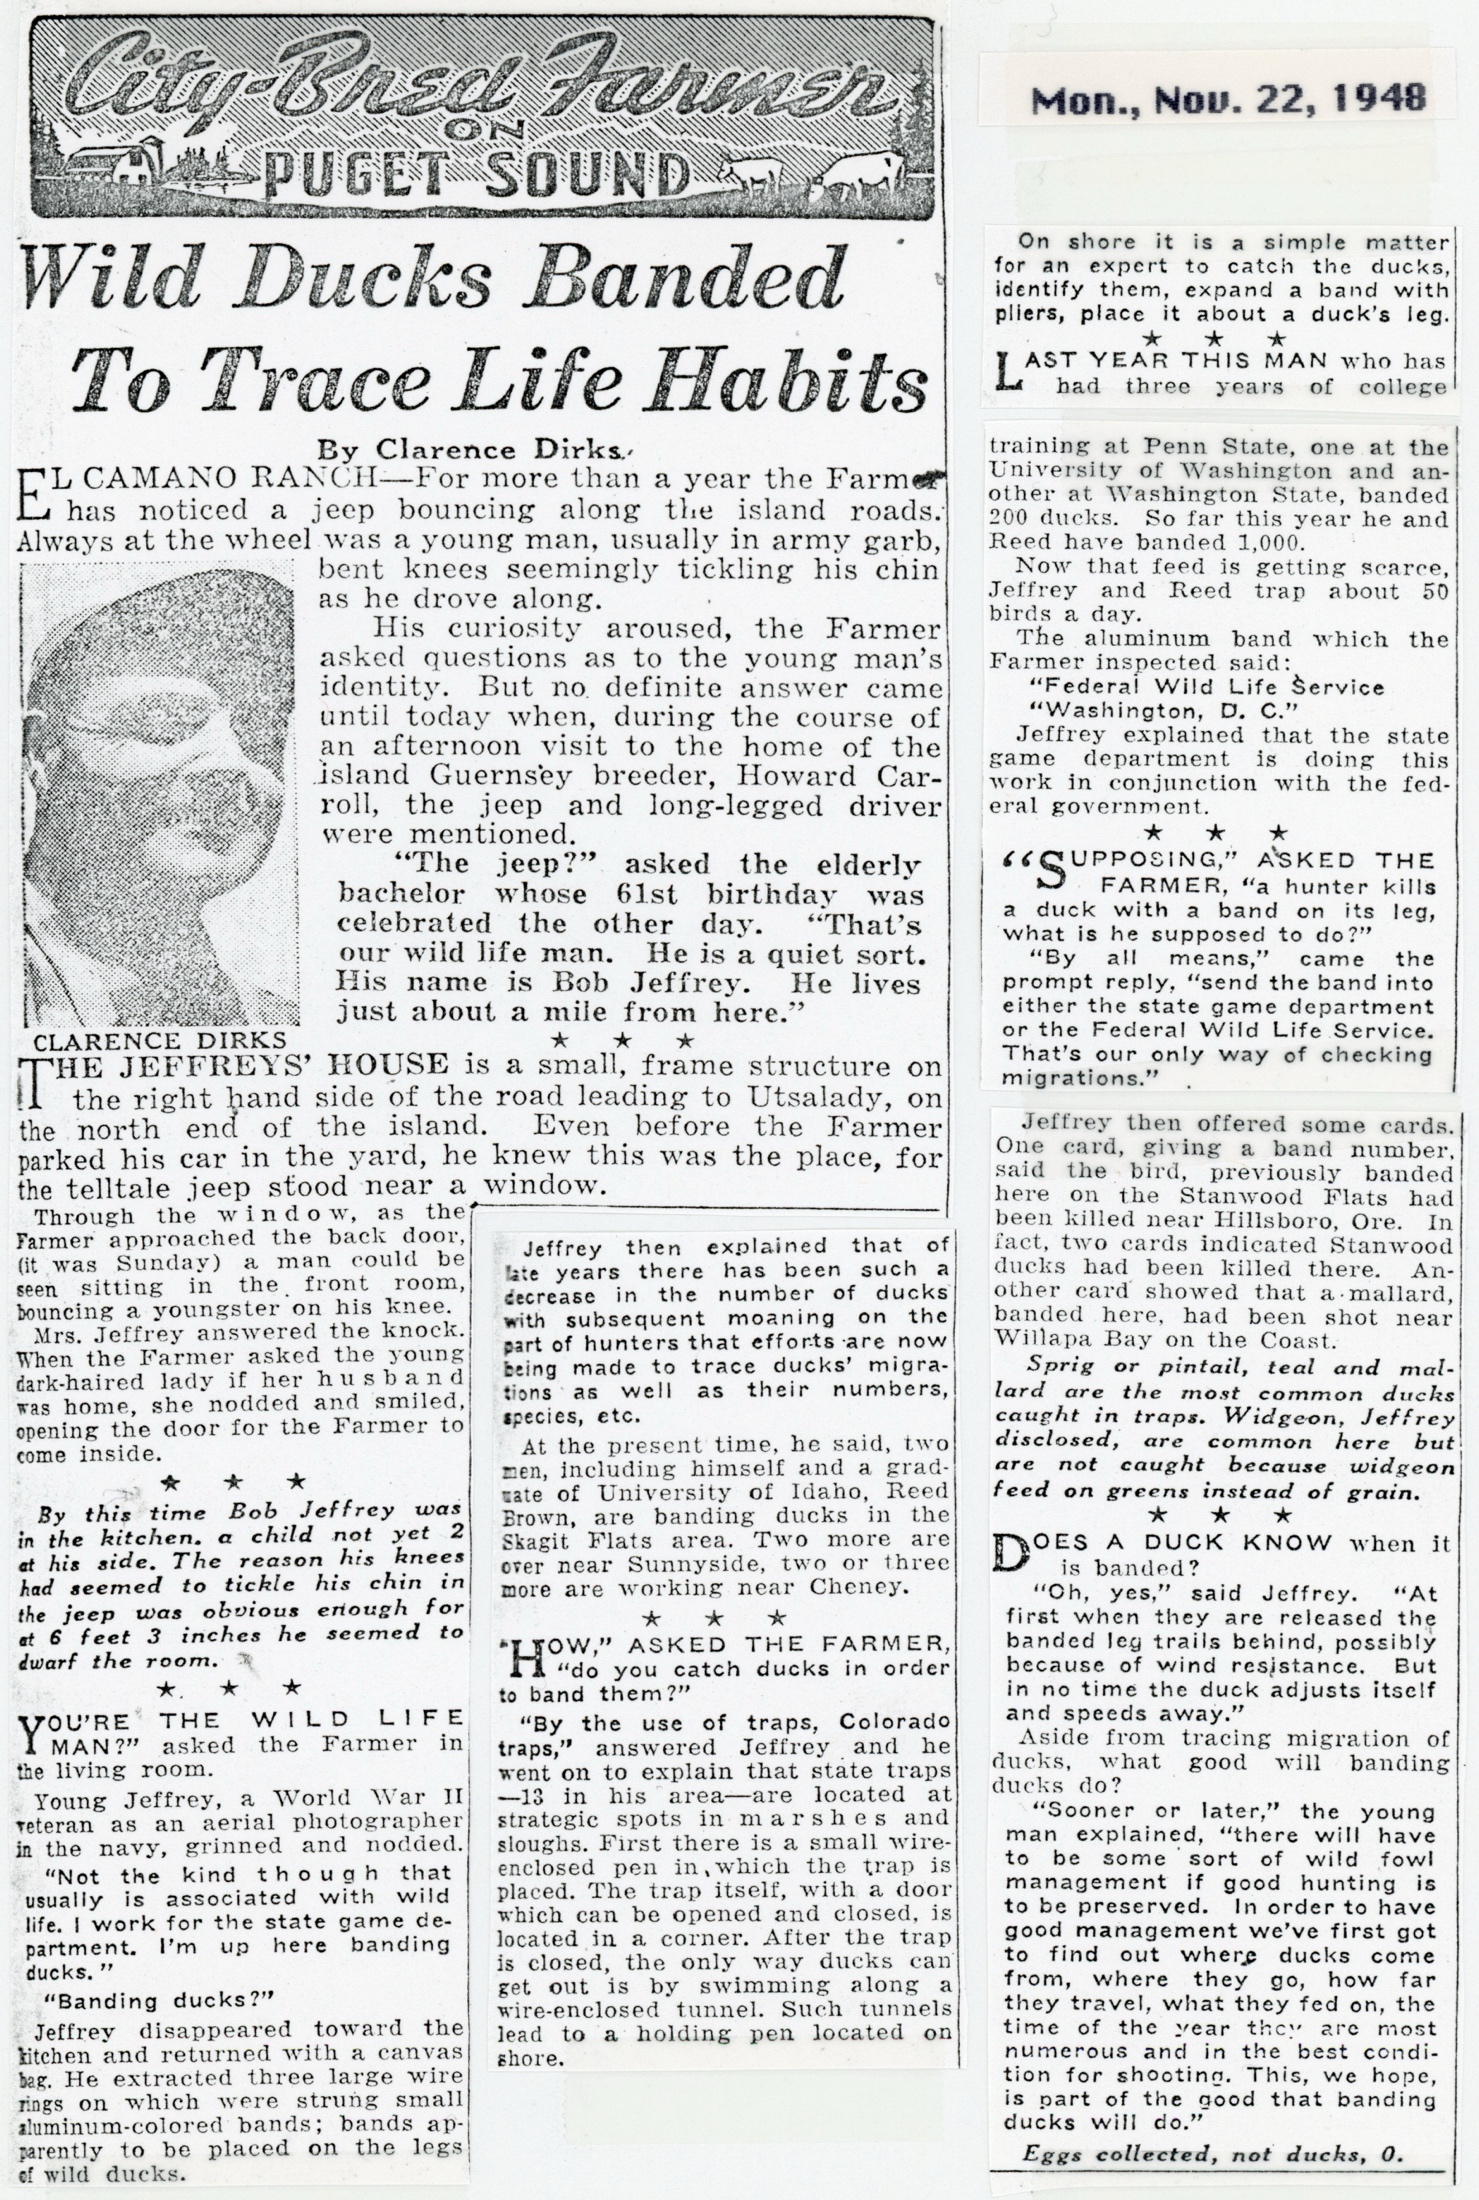 City-Bred Farmer
ON
PUGET SOUND
Wild Ducks Banded
To Trace Life Habits
By Clarence Dirks.
EL CAMANO RANCH—For more than a year the Farmer
has noticed a jeep bouncing along the island roads.
Always at the wheel was a young man, usually in army garb,
bent knees seemingly tickling his chin
as he drove along.
His curiosity aroused, the Farmer
asked questions as to the young man's
identity. But no definite answer came
until today when, during the course of
an afternoon visit to the home of the
island Guernsey breeder, Howard Car-
roll, the jeep and long-legged driver
were mentioned.
"The jeep?" asked the elderly
bachelor whose 61st birthday was
celebrated the other day. "That's
our wild life man. He is a quiet sort.
His name is Bob Jeffrey. He lives
just about a mile from here."
CLARENCE DIRKS
★ ★ ★
THE JEFFREYS' HOUSE is a small, frame structure on
the right hand side of the road leading to Utsalady, on
the north end of the island. Even before the Farmer
parked his car in the yard, he knew this was the place, for
the telltale jeep stood near a window.
Through the window, as the
Farmer approached the back door,
(it was Sunday) a man could be
seen sitting in the front room,
bouncing a youngster on his knee.
Mrs. Jeffrey answered the knock.
When the Farmer asked the young
dark-haired lady if her husband
was home, she nodded and smiled,
opening the door for the Farmer to
come inside.
★ ★ ★
By this time Bob Jeffrey was
in the kitchen, a child not yet 2
at his side. The reason his knees
had seemed to tickle his chin in
the jeep was obvious enough for
at 6 feet 3 inches he seemed to
dwarf the room.
★ ★ ★
YOU'RE THE WILD LIFE
MAN?" asked the Farmer in
the living room.
Young Jeffrey, a World War II
veteran as an aerial photographer
in the navy, grinned and nodded.
"Not the kind though that
usually is associated with wild
life. I work for the state game de-
partment. I'm up here banding
ducks."
"Banding ducks?"
Jeffrey disappeared toward the
kitchen and returned with a canvas
bag. He extracted three large wire
rings on which were strung small
aluminum-colored bands; bands ap-
parently to be placed on the legs
of wild ducks.
Jeffrey then explained that of
late years there has been such a
decrease in the number of ducks
with subsequent moaning on the
part of hunters that efforts are now
being made to trace ducks' migra-
tions as well as their numbers,
species, etc.
At the present time, he said, two
men, including himself and a grad-
uate of University of Idaho, Reed
Brown, are banding ducks in the
Skagit Flats area. Two more are
over near Sunnyside, two or three
more are working near Cheney.
★ ★ ★
"HOW," ASKED THE FARMER,
"do you catch ducks in order
to band them?"
"By the use of traps, Colorado
traps," answered Jeffrey and he
went on to explain that state traps
—13 in his area—are located at
strategic spots in marshes and
sloughs. First there is a small wire-
enclosed pen in which the trap is
placed. The trap itself, with a door
which can be opened and closed, is
located in a corner. After the trap
is closed, the only way ducks can
get out is by swimming along a
wire-enclosed tunnel. Such tunnels
lead to a holding pen located on
shore.
Mon., Nov. 22, 1948
On shore it is a simple matter
for an expert to catch the ducks,
identify them, expand a band with
pliers, place it about a duck's leg.
★ ★ ★
LAST YEAR THIS MAN who has
had three years of college
training at Penn State, one at the
University of Washington and an-
other at Washington State, banded
200 ducks. So far this year he and
Reed have banded 1,000.
Now that feed is getting scarce,
Jeffrey and Reed trap about 50
birds a day.
The aluminum band which the
Farmer inspected said:
"Federal Wild Life Service
"Washington, D. C."
Jeffrey explained that the state
game department is doing this
work in conjunction with the fed-
eral government.
★ ★ ★
"SUPPOSING," ASKED THE
FARMER, "a hunter kills
a duck with a band on its leg,
what is he supposed to do?"
"By all means," came the
prompt reply, "send the band into
either the state game department
or the Federal Wild Life Service.
That's our only way of checking
migrations."
Jeffrey then offered some cards.
One card, giving a band number,
said the bird, previously banded
here on the Stanwood Flats had
been killed near Hillsboro, Ore. In
fact, two cards indicated Stanwood
ducks had been killed there. An-
other card showed that a mallard,
banded here, had been shot near
Willapa Bay on the Coast.
Sprig or pintail, teal and mal-
lard are the most common ducks
caught in traps. Widgeon, Jeffrey
disclosed, are common here but
are not caught because widgeon
feed on greens instead of grain.
★ ★ ★
DOES A DUCK KNOW when it
is banded?
"Oh, yes," said Jeffrey. "At
first when they are released the
banded leg trails behind, possibly
because of wind resistance. But
in no time the duck adjusts itself
and speeds away."
Aside from tracing migration of
ducks, what good will banding
ducks do?
"Sooner or later," the young
man explained, "there will have
to be some sort of wild fowl
management if good hunting is
to be preserved. In order to have
good management we've first got
to find out where ducks come
from, where they go, how far
they travel, what they fed on, the
time of the year they are most
numerous and in the best condi-
tion for shooting. This, we hope,
is part of the good that banding
ducks will do."
Eggs collected, not ducks, 0.